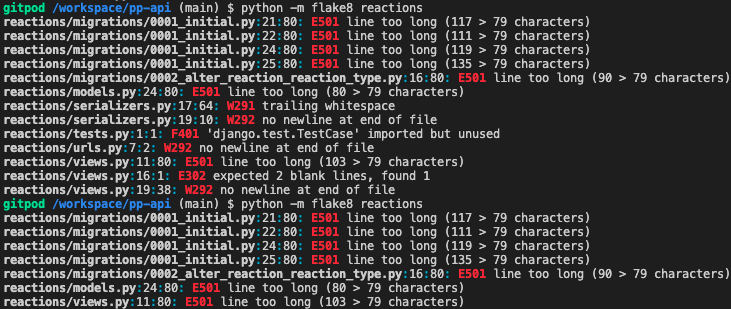 gitpod /workspace/pp-api (main) $ python -m flake8 reactions
reactions/migrations/0001_initial.py:21:80: E501 line too long (117 > 79 characters)
reactions/migrations/0001_initial.py:22:80: E501 line too long (111 > 79 characters)
reactions/migrations/0001_initial.py:24:80: E501 line too long (119 > 79 characters)
reactions/migrations/0001_initial.py:25:80: E501 line too long (135 > 79 characters)
reactions/migrations/0002_alter_reaction_reaction_type.py:16:80: E501 line too long (90 > 79 characters)
reactions/models.py:24:80: E501 line too long (80 > 79 characters)
reactions/serializers.py:17:64: W291 trailing whitespace
reactions/serializers.py:19:10: W292 no newline at end of file
reactions/tests.py:1:1: F401 'django.test.TestCase' imported but unused
reactions/urls.py:7:2: W292 no newline at end of file
reactions/views.py:11:80: E501 line too long (103 > 79 characters)
reactions/views.py:16:1: E302 expected 2 blank lines, found 1
reactions/views.py:19:38: W292 no newline at end of file
gitpod /workspace/pp-api (main) $ python -m flake8 reactions
reactions/migrations/0001_initial.py:21:80: E501 line too long (117 > 79 characters)
reactions/migrations/0001_initial.py:22:80: E501 line too long (111 > 79 characters)
reactions/migrations/0001_initial.py:24:80: E501 line too long (119 > 79 characters)
reactions/migrations/0001_initial.py:25:80: E501 line too long (135 > 79 characters)
reactions/migrations/0002_alter_reaction_reaction_type.py:16:80: E501 line too long (90 > 79 characters)
reactions/models.py:24:80: E501 line too long (80 > 79 characters)
reactions/views.py:11:80: E501 line too long (103 > 79 characters)